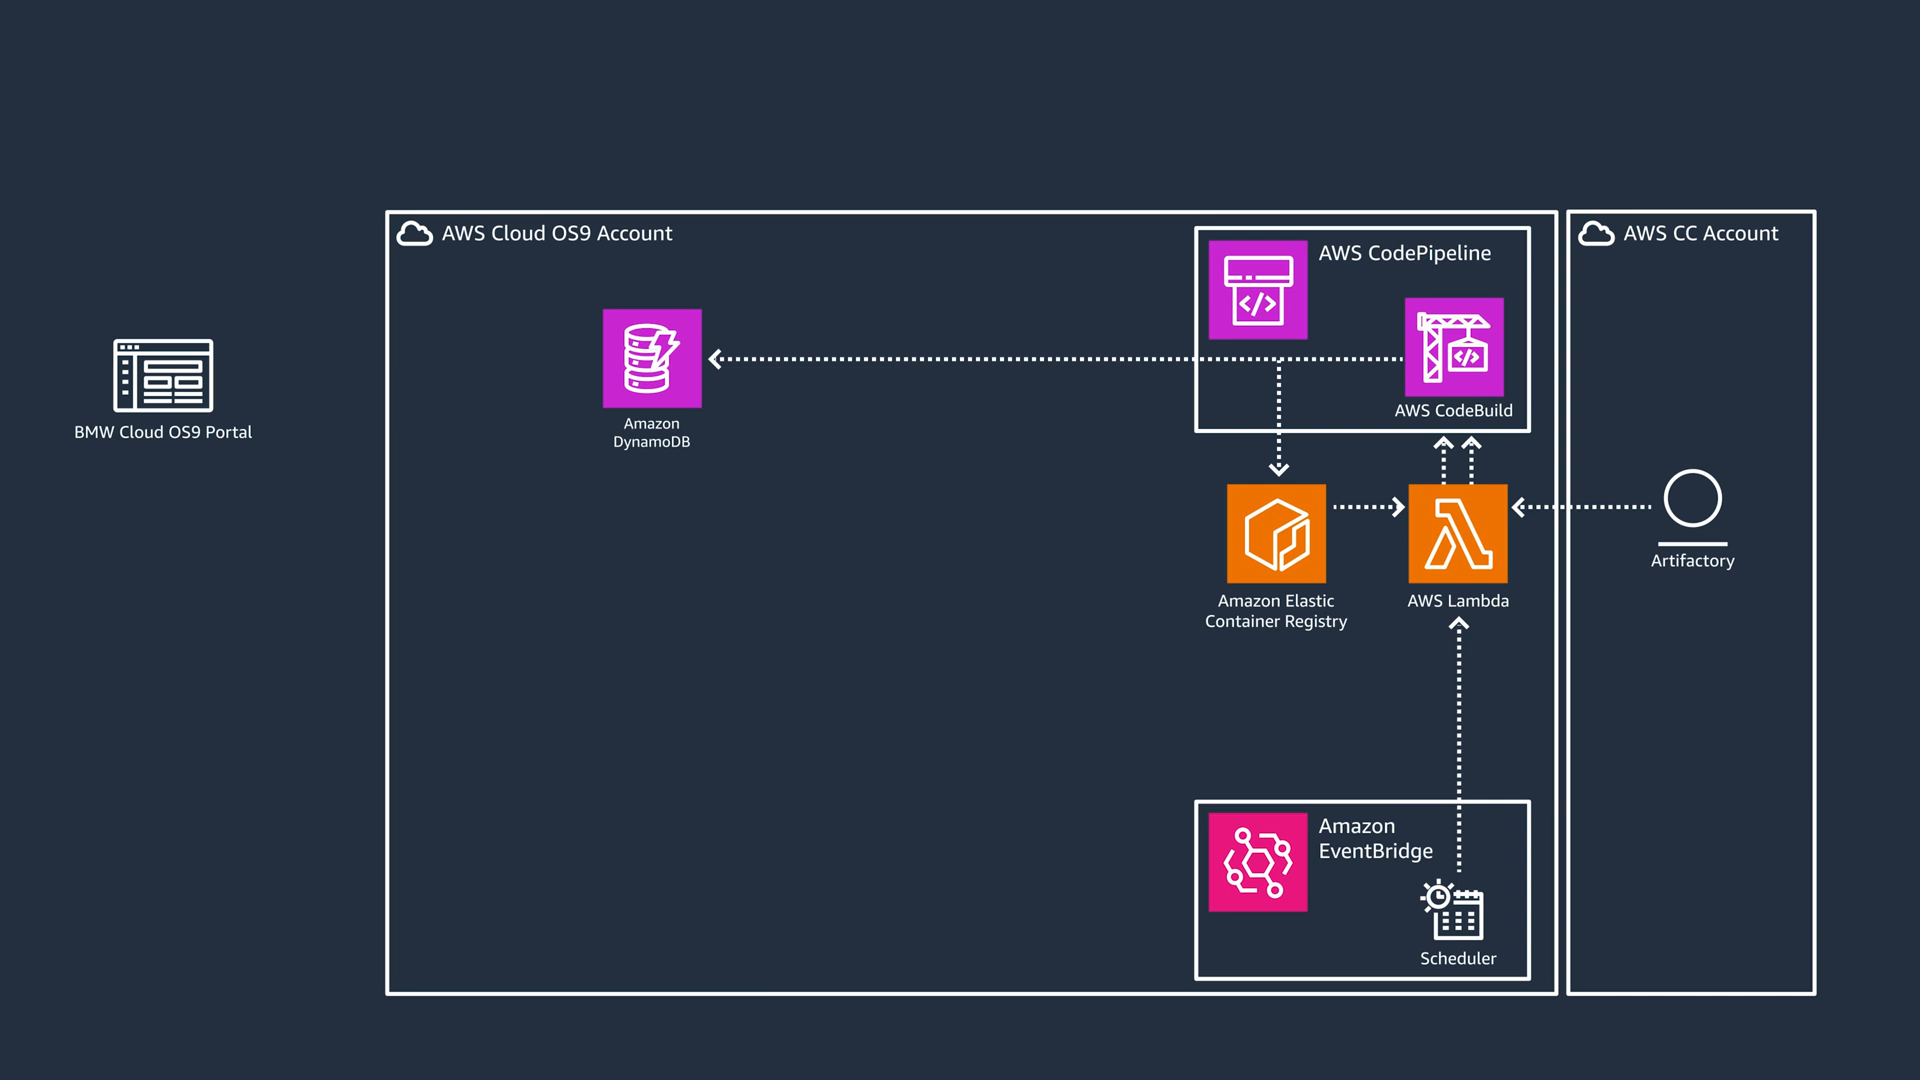 AWS Cloud OS9 Account
AWS CC Account
AWS CodePipeline
AWS CodeBuild
Amazon
DynamoDB
BMW Cloud OS9 Portal
Artifactory
Amazon Elastic
Container Registry
AWS Lambda
Amazon
EventBridge
Scheduler